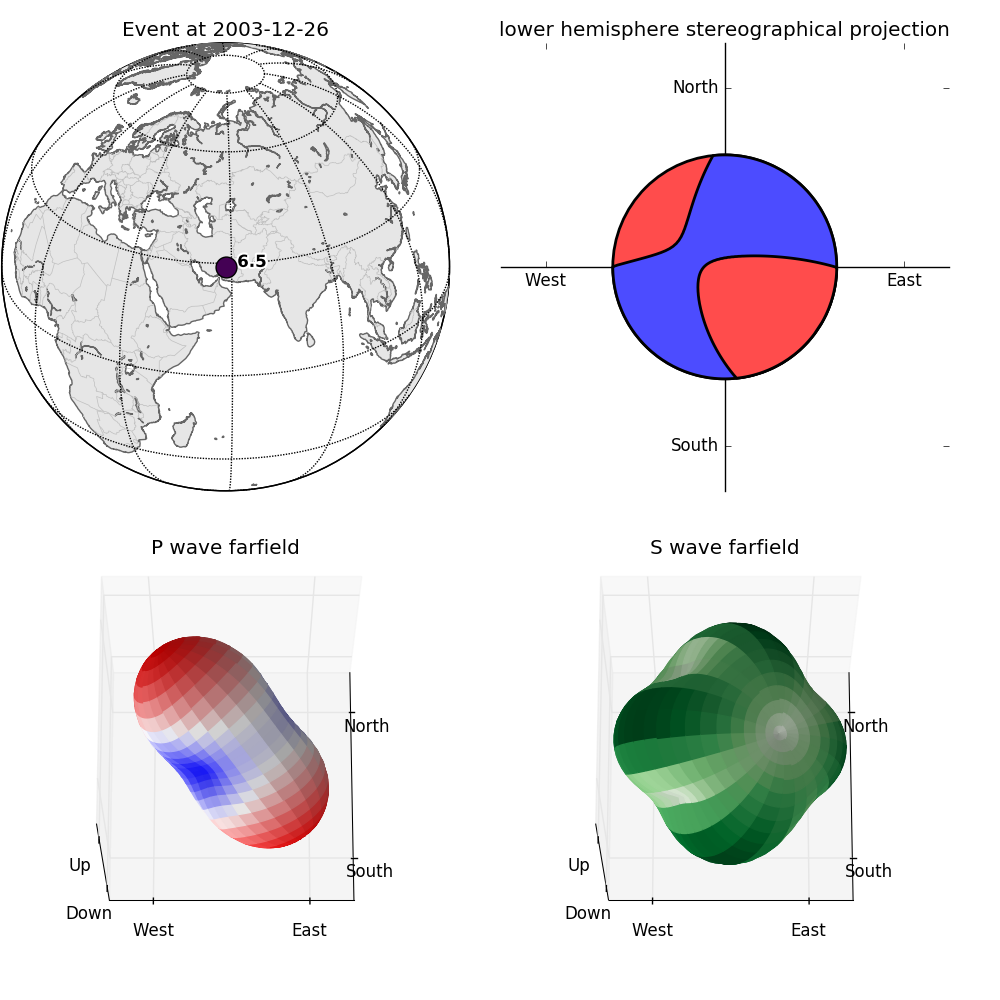 Event at 2003-12-26
6.5
lower hemisphere stereographical projection
North
West
East
South
P wave farfield
North
South
Up
Down
West
East
S wave farfield
North
South
Up
Down
West
East